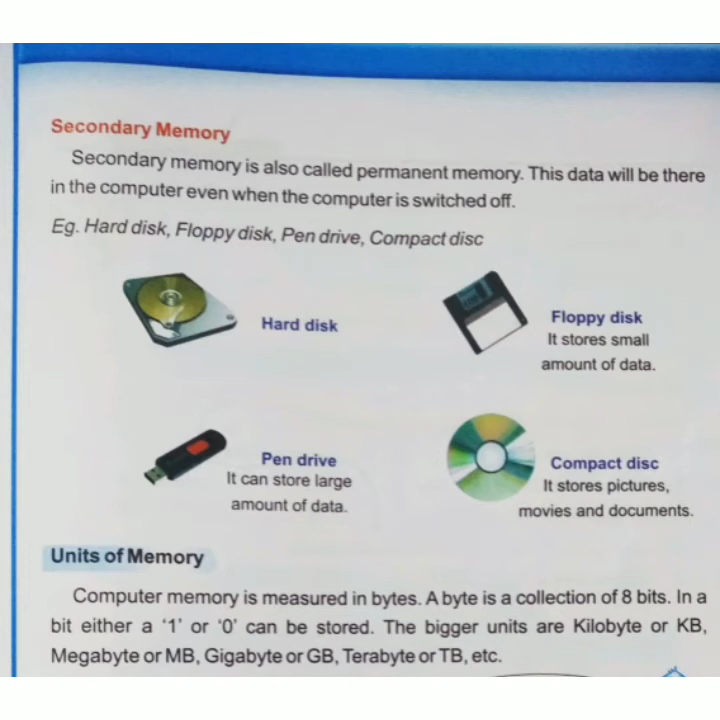 Secondary Memory
Secondary memory is also called permanent memory. This data will be there
in the computer even when the computer is switched off.
Eg. Hard disk, Floppy disk, Pen drive, Compact disc
Hard disk
Floppy disk
It stores small
amount of data.
Pen drive
It can store large
amount of data.
Compact disc
It stores pictures,
movies and documents.
Units of Memory
Computer memory is measured in bytes. A byte is a collection of 8 bits. In a
bit either a ‘1’ or ‘0’ can be stored. The bigger units are Kilobyte or KB,
Megabyte or MB, Gigabyte or GB, Terabyte or TB, etc.